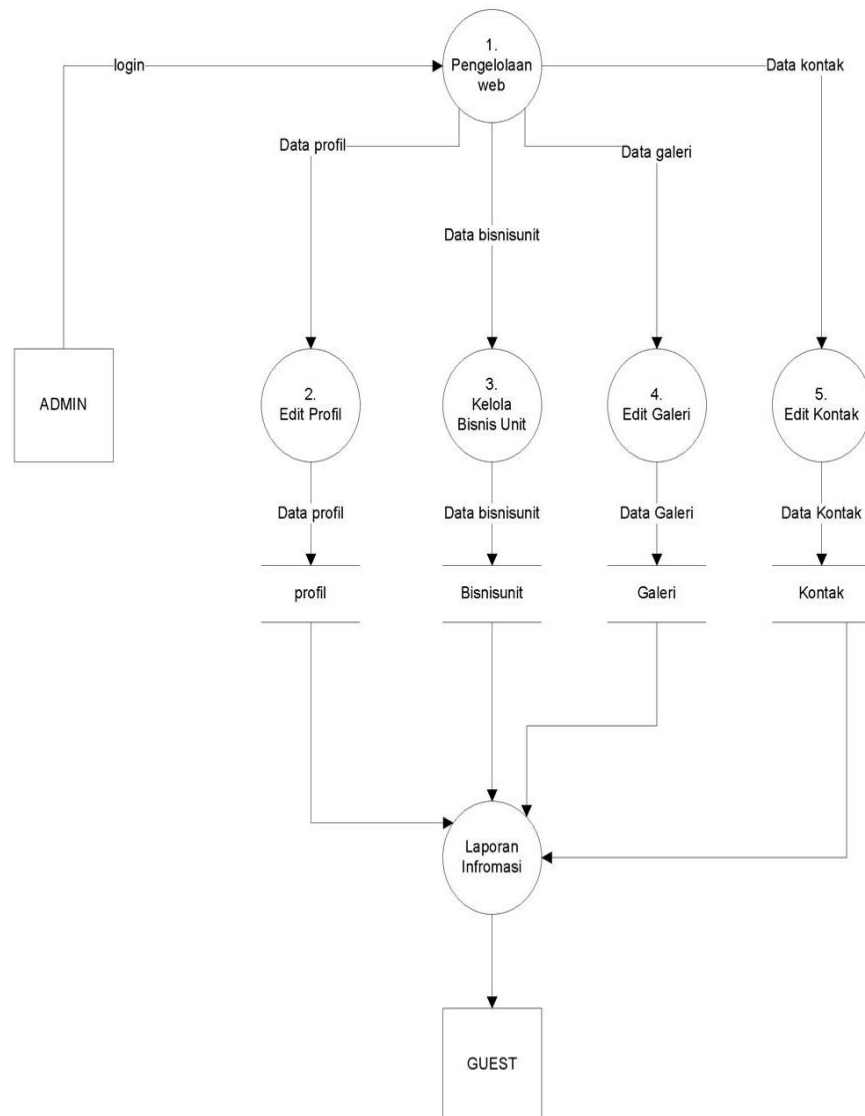 1.
Pengelolaan
web
login
Data kontak
Data profil
Data galeri
Data bisnisunit
ADMIN
2.
Edit Profil
3.
Kelola
Bisnis Unit
4.
Edit Galeri
5.
Edit Kontak
Data profil
Data bisnisunit
Data Galeri
Data Kontak
profil
Bisnisunit
Galeri
Kontak
Laporan
Infromasi
GUEST